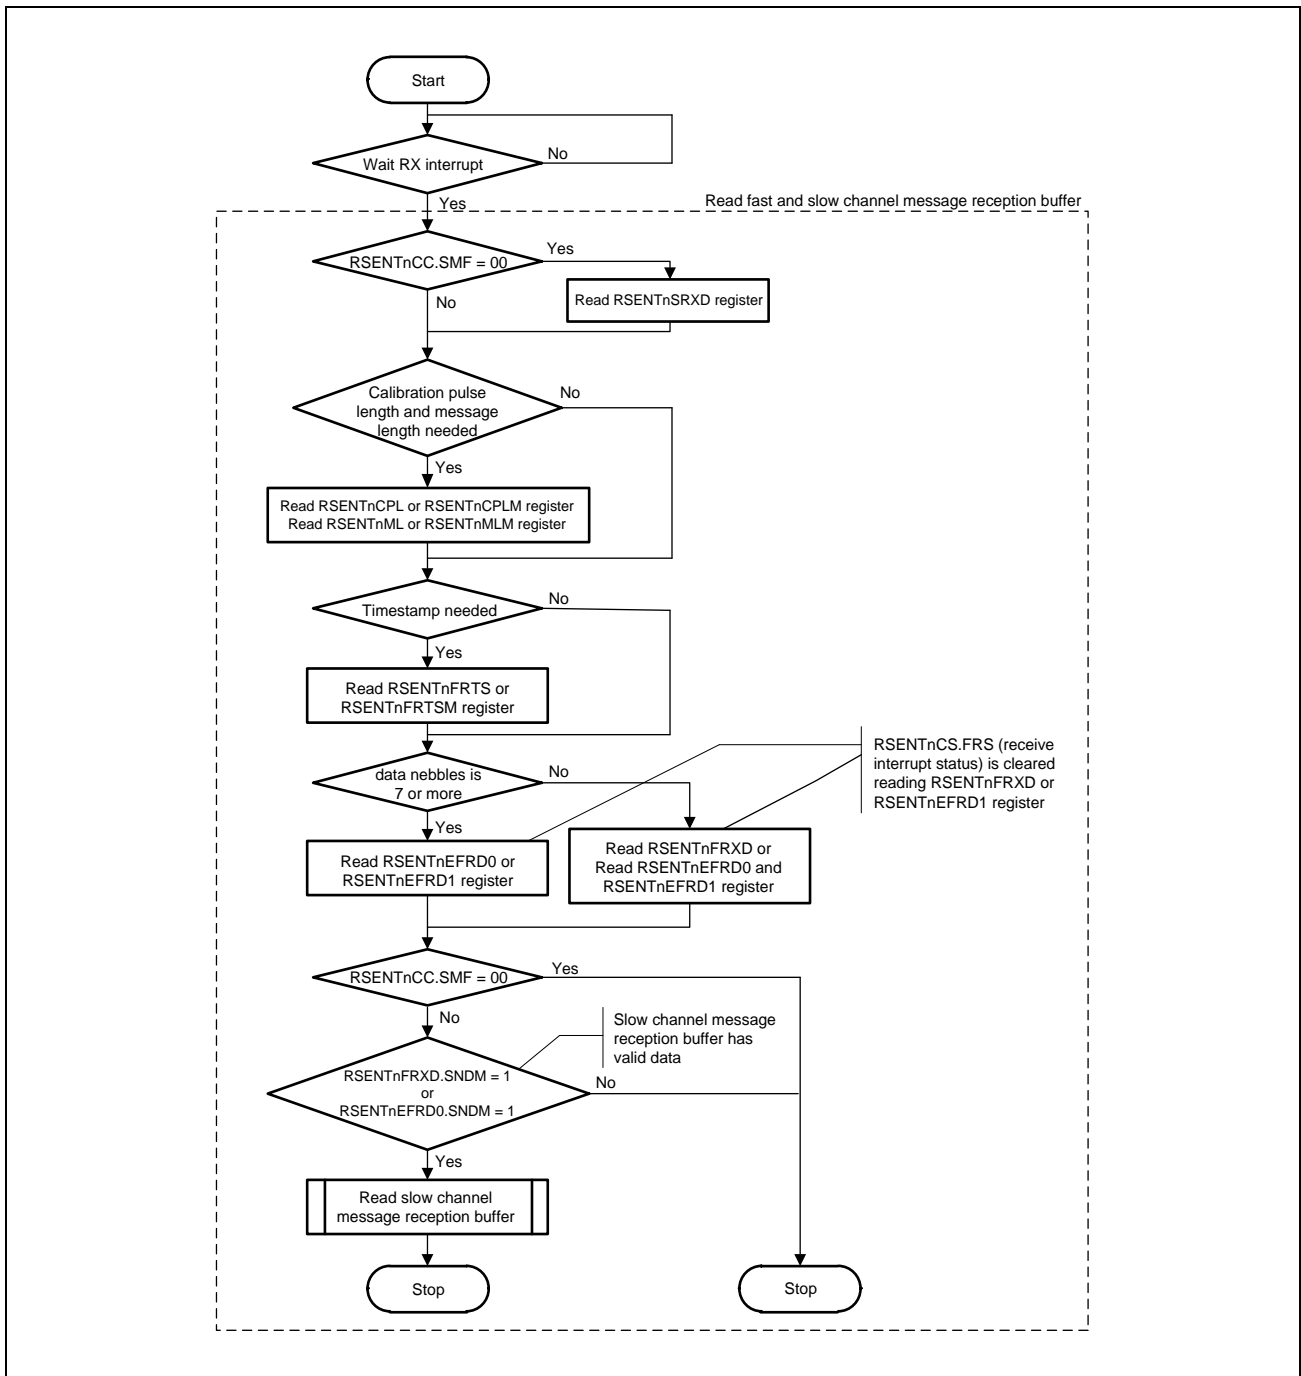 Start
Wait RX interrupt
No
Yes
Read fast and slow channel message reception buffer
RSENTnCC.SMF = 00
Yes
No
Read RSENTnSRXD register
Calibration pulse
length and message
length needed
No
Yes
Read RSENTnCPL or RSENTnCPLM register
Read RSENTnML or RSENTnMLM register
Timestamp needed
No
Yes
Read RSENTnFRTS or
RSENTnFRTSM register
RSENTnCS.FRS (receive
interrupt status) is cleared
reading RSENTnFRXD or
RSENTnEFRD1 register
data nebbles is
7 or more
No
Yes
Read RSENTnEFRD0 or
RSENTnEFRD1 register
Read RSENTnFRXD or
Read RSENTnEFRD0 and
RSENTnEFRD1 register
RSENTnCC.SMF = 00
Yes
No
Slow channel message
reception buffer has
valid data
RSENTnFRXD.SNDM = 1
or
RSENTnEFRD0.SNDM = 1
No
Yes
Read slow channel
message reception buffer
Stop
Stop